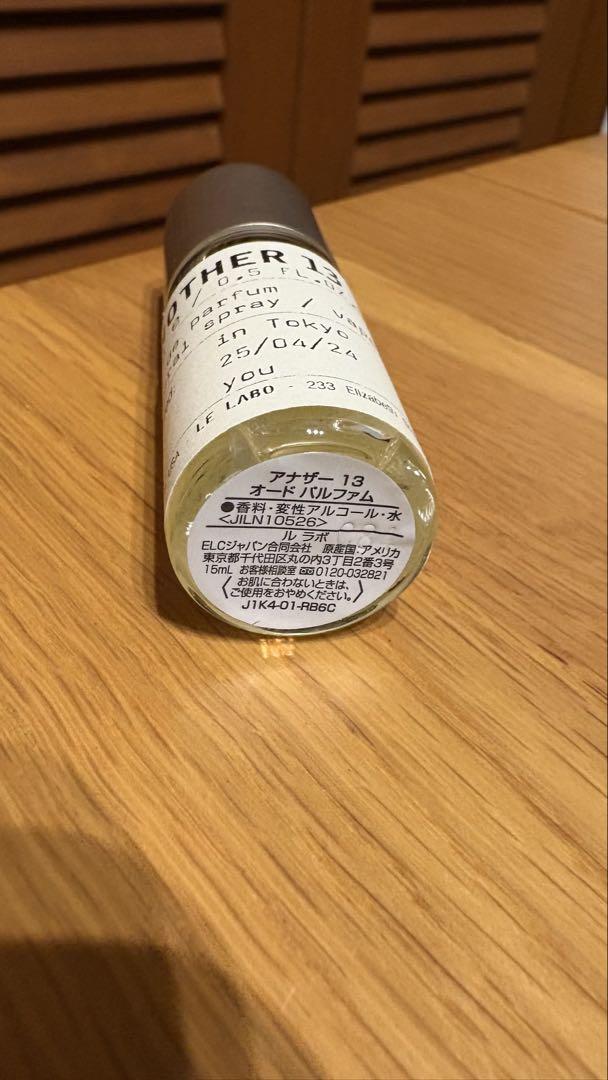 OTHER 13
/ 0.5 FL.O
parfum
spray /
in Tokyo
25/04/24
you
LE LABO - 233 Elizabeth
アナザー 13
オード パルファム
●香料・変性アルコール・水
<JILN10526>
ル ラボ
ELCジャパン合同会社 原産国:アメリカ
東京都千代田区丸の内3丁目2番3号
15mL お客様相談室 0120-032821
お肌に合わないときは、
ご使用をおやめください。
J1K4-01-RB6C